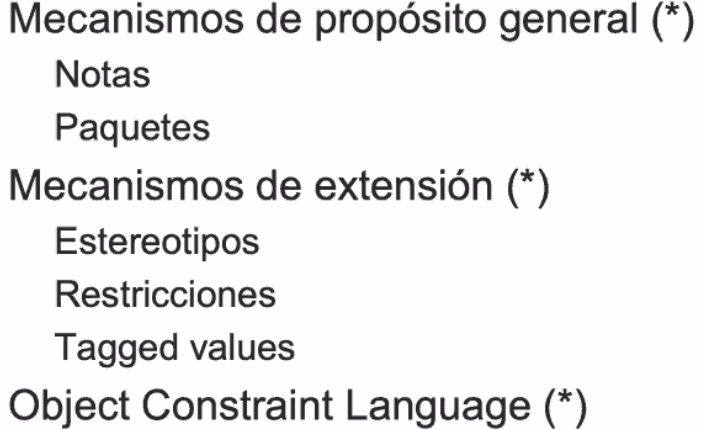 Mecanismos de propósito general (*)
Notas
Paquetes
Mecanismos de extensión (*)
Estereotipos
Restricciones
Tagged values
Object Constraint Language (*)